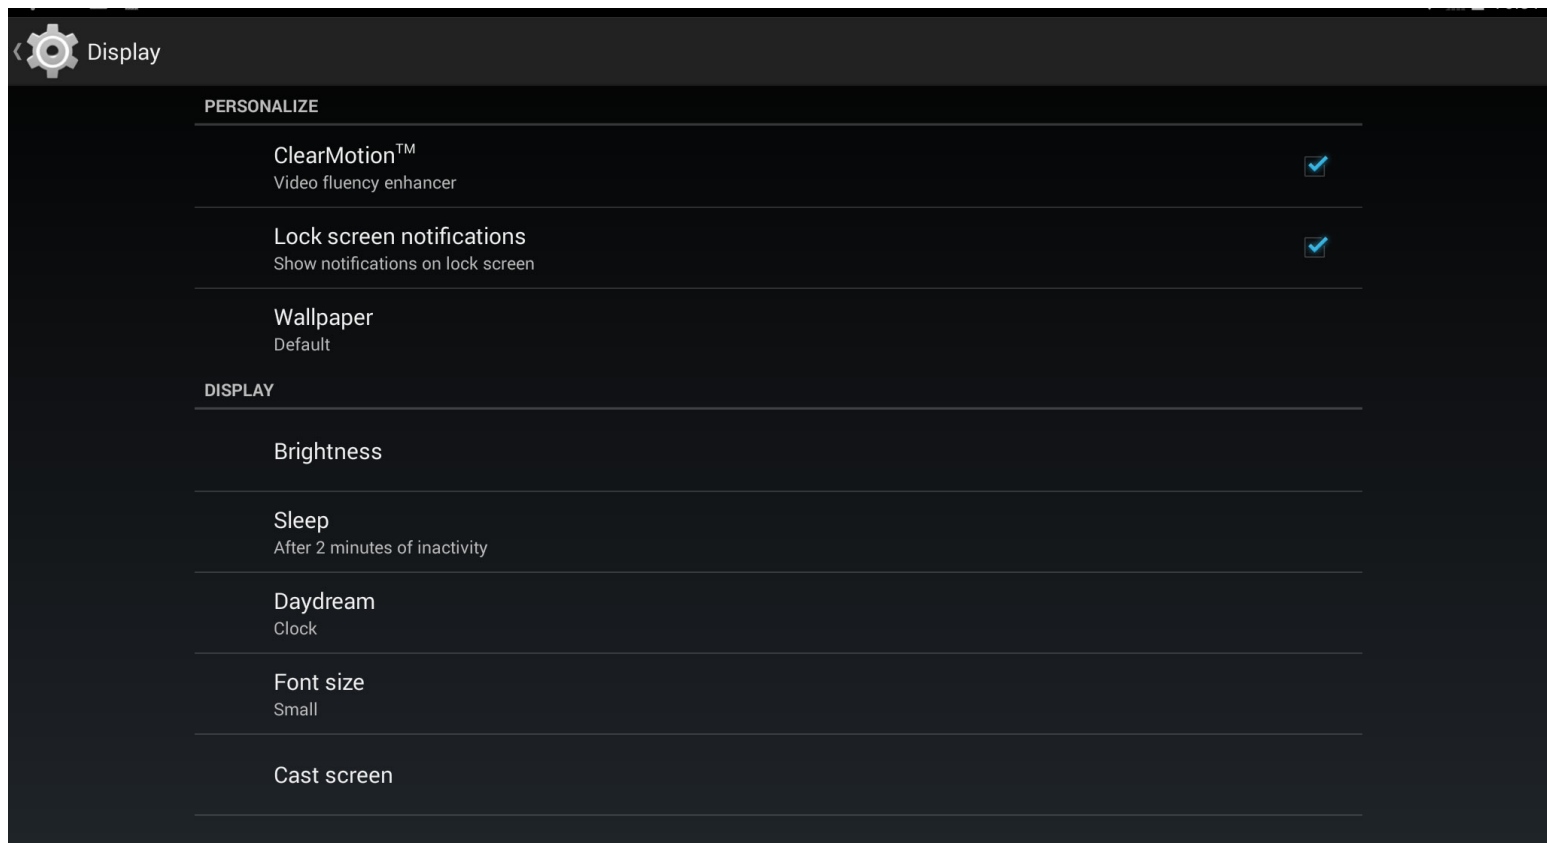 Display
PERSONALIZE
ClearMotion™
Video fluency enhancer
Lock screen notifications
Show notifications on lock screen
Wallpaper
Default
DISPLAY
Brightness
Sleep
After 2 minutes of inactivity
Daydream
Clock
Font size
Small
Cast screen